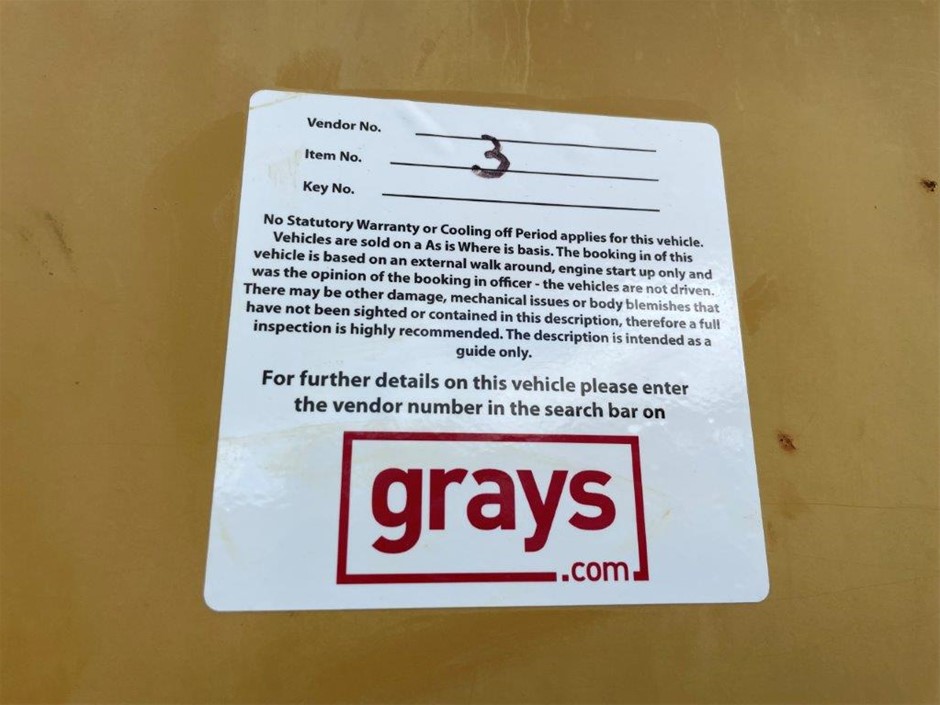 Vendor No.
Item No. 3
Key No.
No Statutory Warranty or Cooling off Period applies for this vehicle.
Vehicles are sold on a As is Where is basis. The booking in of this
vehicle is based on an external walk around, engine start up only and
was the opinion of the booking in officer - the vehicles are not driven.
There may be other damage, mechanical issues or body blemishes that
have not been sighted or contained in this description, therefore a full
inspection is highly recommended. The description is intended as a
guide only.
For further details on this vehicle please enter
the vendor number in the search bar on
grays
.com